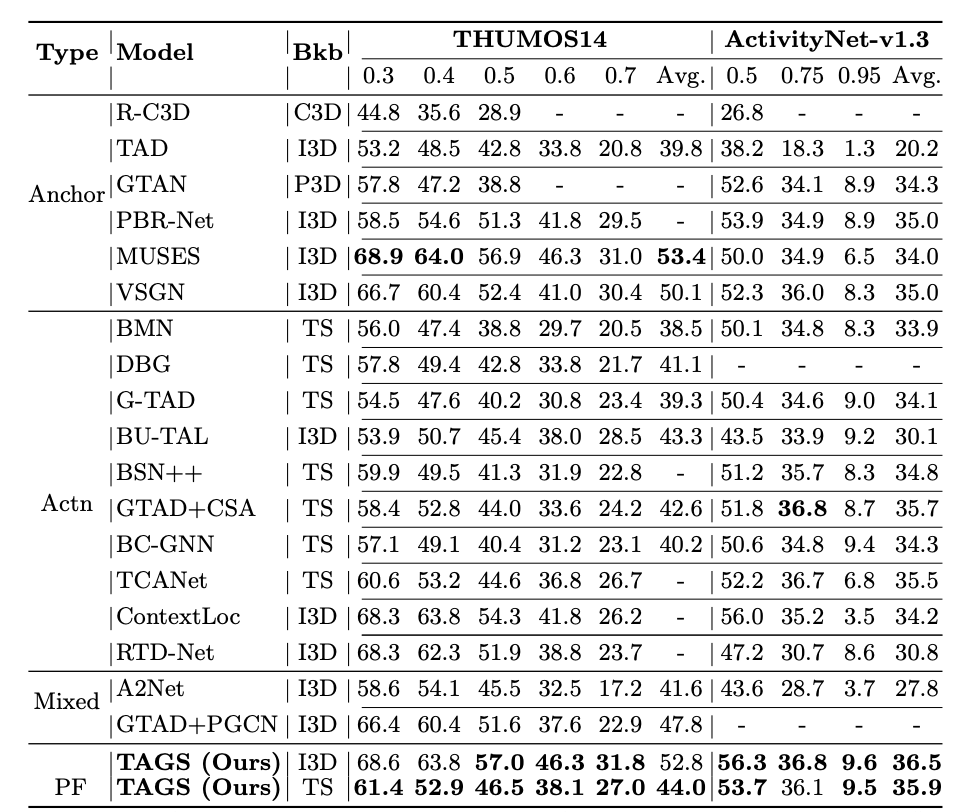 Type Model Bkb THUMOS14 ActivityNet-v1.3
0.3 0.4 0.5 0.6 0.7 Avg. 0.5 0.75 0.95 Avg.
Anchor
R-C3D C3D 44.8 35.6 28.9 - - - 26.8 - - -
TAD I3D 53.2 48.5 42.8 33.8 20.8 39.8 38.2 18.3 1.3 20.2
GTAN P3D 57.8 47.2 38.8 - - - 52.6 34.1 8.9 34.3
PBR-Net I3D 58.5 54.6 51.3 41.8 29.5 - 53.9 34.9 8.9 35.0
MUSES I3D 68.9 64.0 56.9 46.3 31.0 53.4 50.0 34.9 6.5 34.0
VSGN I3D 66.7 60.4 52.4 41.0 30.4 50.1 52.3 36.0 8.3 35.0
Actn
BMN TS 56.0 47.4 38.8 29.7 20.5 38.5 50.1 34.8 8.3 33.9
DBG TS 57.8 49.4 42.8 33.8 21.7 41.1 - - - -
G-TAD TS 54.5 47.6 40.2 30.8 23.4 39.3 50.4 34.6 9.0 34.1
BU-TAL I3D 53.9 50.7 45.4 38.0 28.5 43.3 43.5 33.9 9.2 30.1
BSN++ TS 59.9 49.5 41.3 31.9 22.8 - 51.2 35.7 8.3 34.8
GTAD+CSA TS 58.4 52.8 44.0 33.6 24.2 42.6 51.8 36.8 8.7 35.7
BC-GNN TS 57.1 49.1 40.4 31.2 23.1 40.2 50.6 34.8 9.4 34.3
TCANet TS 60.6 53.2 44.6 36.8 26.7 - 52.2 36.7 6.8 35.5
ContextLoc I3D 68.3 63.8 54.3 41.8 26.2 - 56.0 35.2 3.5 34.2
RTD-Net I3D 68.3 62.3 51.9 38.8 23.7 - 47.2 30.7 8.6 30.8
Mixed
A2Net I3D 58.6 54.1 45.5 32.5 17.2 41.6 43.6 28.7 3.7 27.8
GTAD+PGCN I3D 66.4 60.4 51.6 37.6 22.9 47.8 - - - -
TAGS (Ours) I3D 68.6 63.8 57.0 46.3 31.8 52.8 56.3 36.8 9.6 36.5
PF TAGS (Ours) TS 61.4 52.9 46.5 38.1 27.0 44.0 53.7 36.1 9.5 35.9